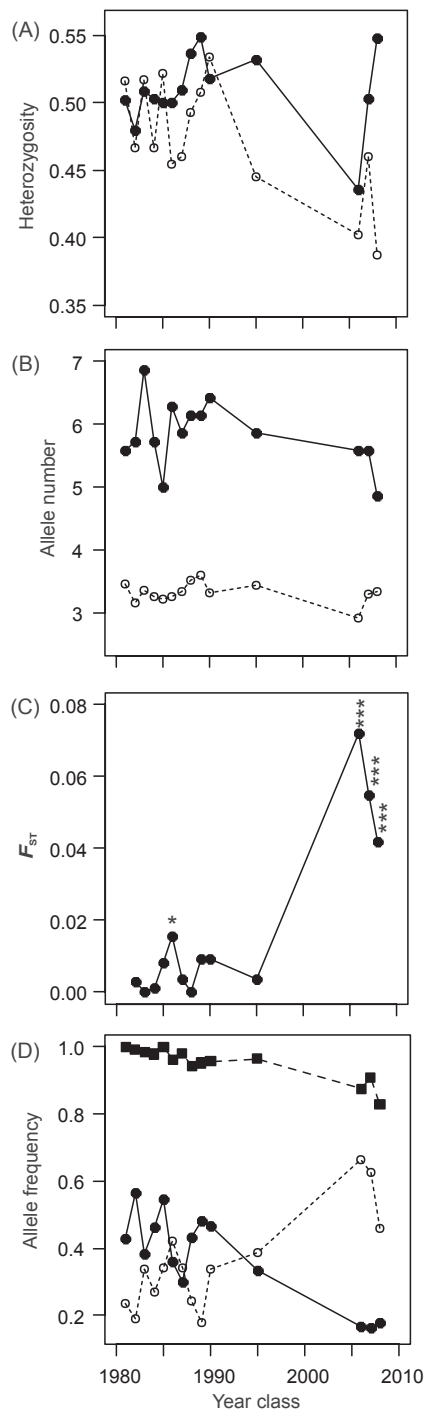 (A)
Heterozygosity
0.55
0.50
0.45
0.40
0.35
(B)
Allele number
7
6
5
4
3
(C)
FST
0.08
0.06
0.04
0.02
0.00
*
***
***
***
(D)
Allele frequency
1.0
0.8
0.6
0.4
0.2
1980 1990 2000 2010
Year class